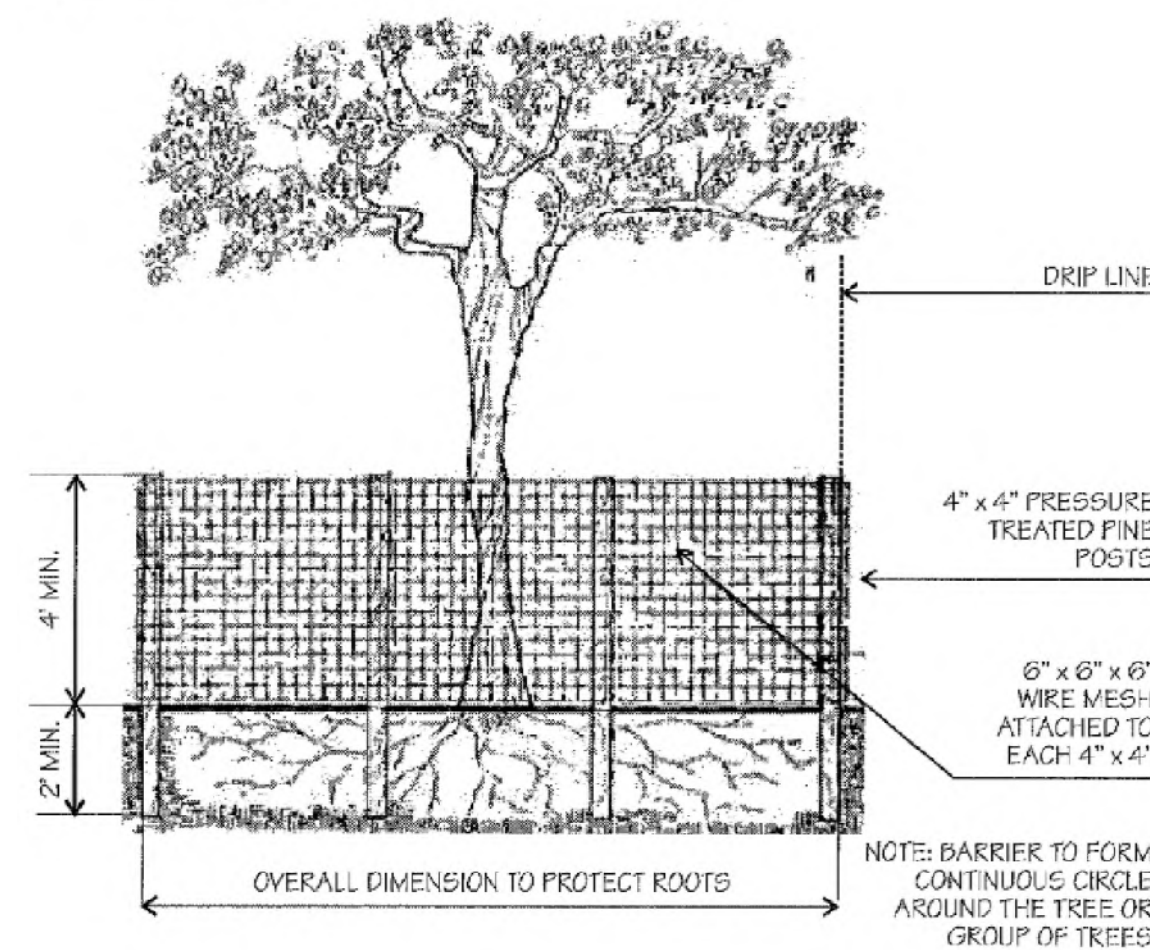 DRIP LINE
4" x 4" PRESSURE
TREATED PINE
POSTS
4' MIN.
6" x 6" x 6"
WIRE MESH
ATTACHED TO
EACH 4" x 4"
2' MIN.
OVERALL DIMENSION TO PROTECT ROOTS
NOTE: BARRIER TO FORM
CONTINUOUS CIRCLE
AROUND THE TREE OR
GROUP OF TREES